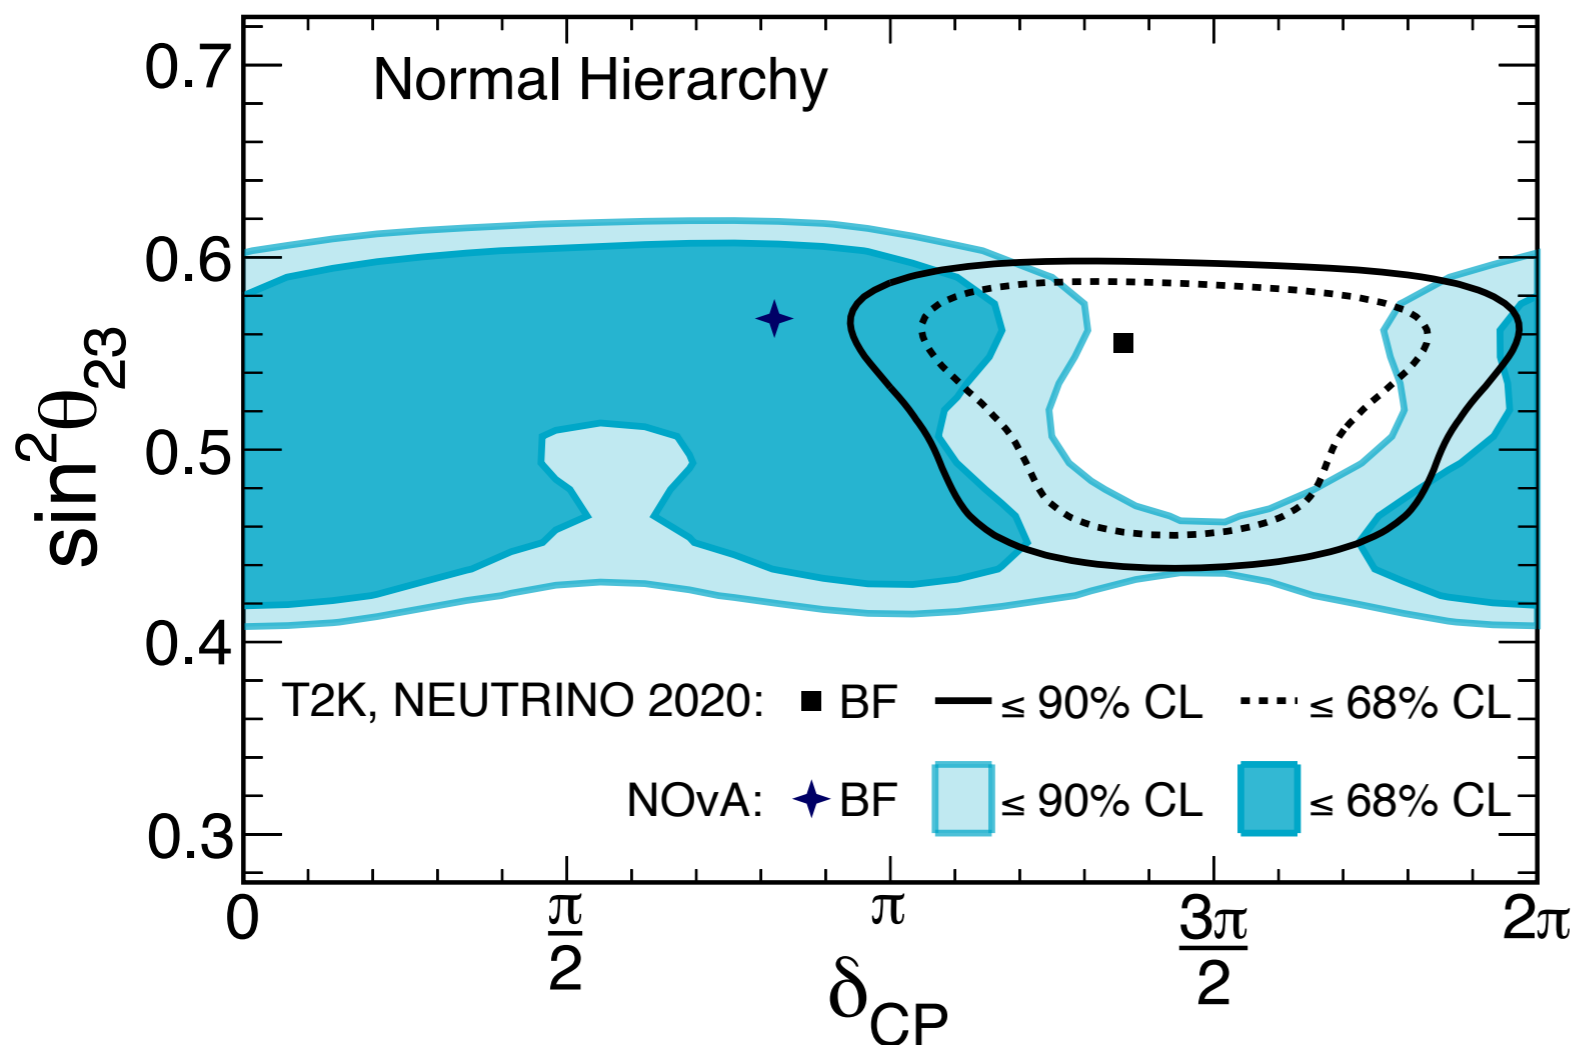 Normal Hierarchy
0.7
0.6
0.5
0.4
0.3
sin²θ₂₃
T2K, NEUTRINO 2020: BF ≤ 90% CL ≤ 68% CL
NOvA: BF ≤ 90% CL ≤ 68% CL
0 π/2 π 3π/2 2π
δ_CP